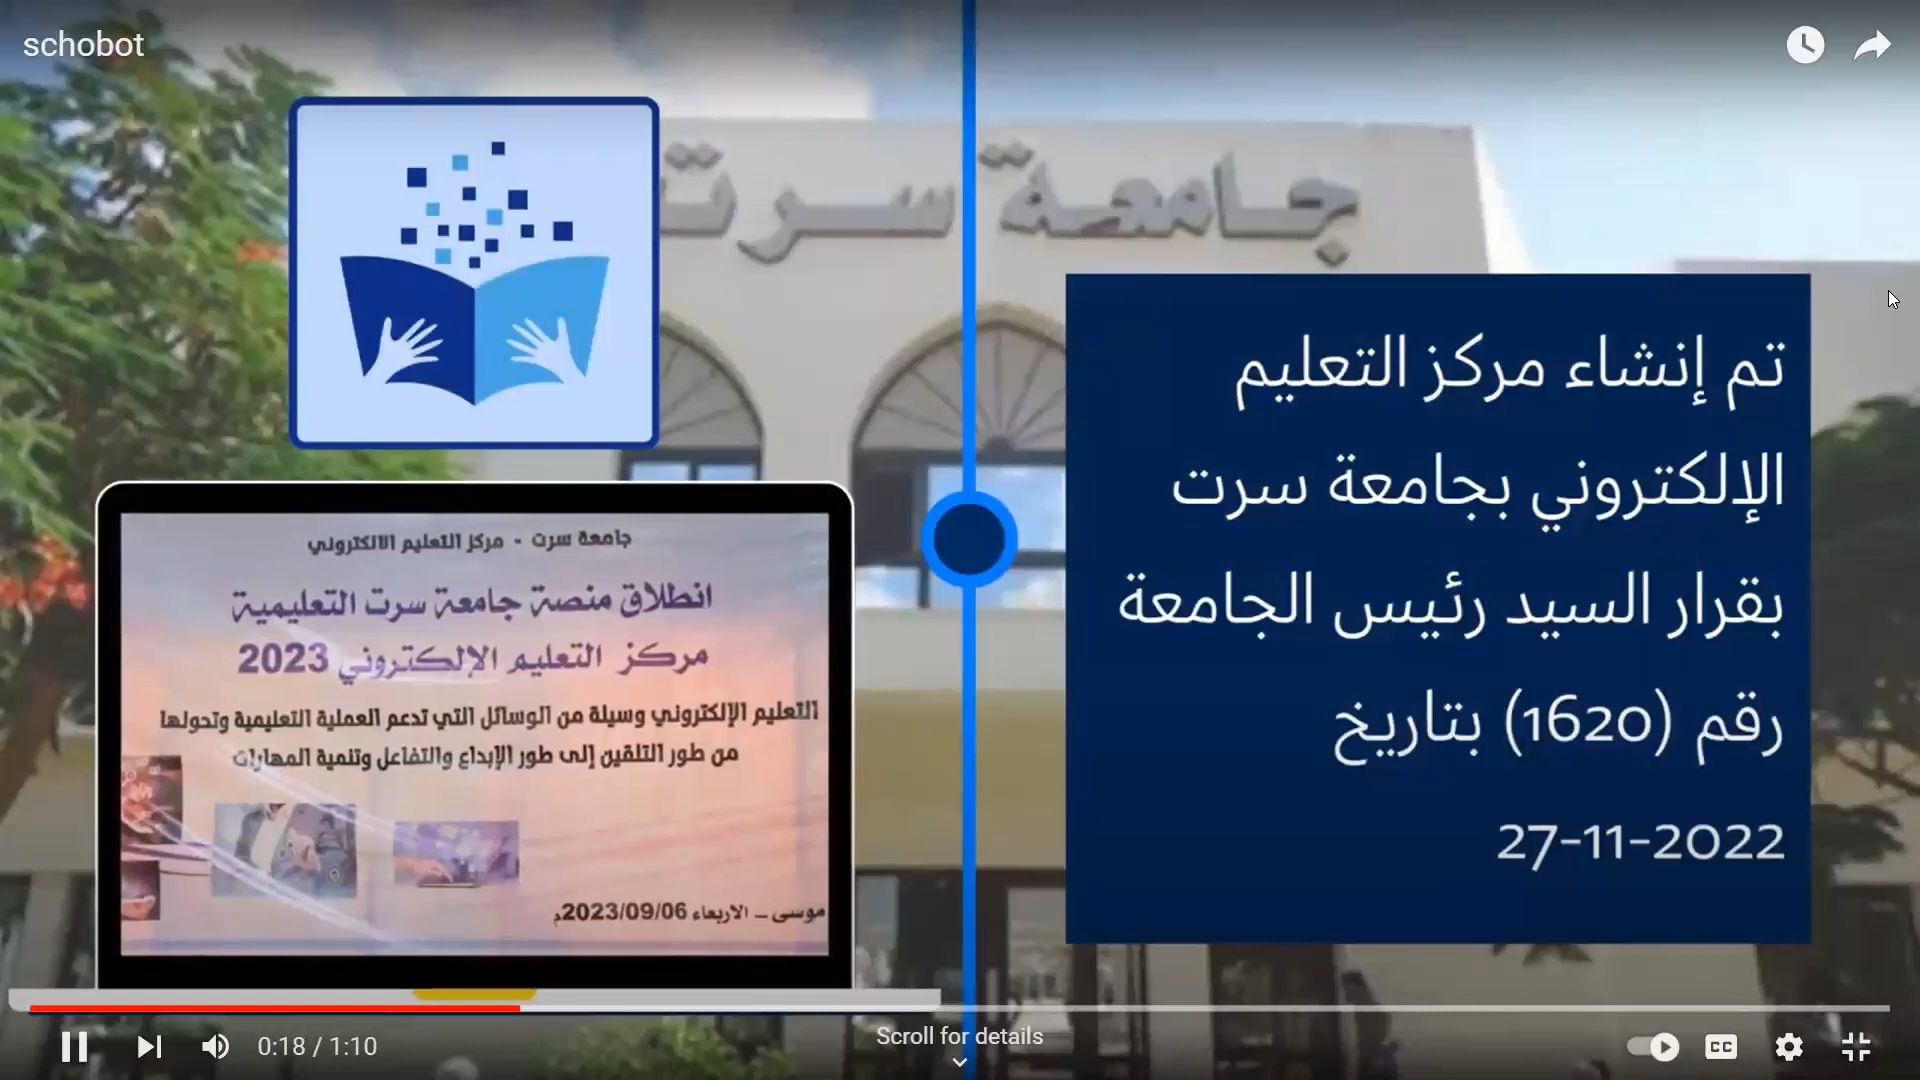 schobot
جامعة سرت
تم إنشاء مركز التعليم
الإلكتروني بجامعة سرت
بقرار السيد رئيس الجامعة
رقم (1620) بتاريخ
27-11-2022
جامعة سرت - مركز التعليم الالكتروني
انطلاق منصة جامعة سرت التعليمية
مركز التعليم الإلكتروني 2023
التعليم الإلكتروني وسيلة من الوسائل التي تدعم العملية التعليمية وتحولها
من طور التلقين إلى طور الإبداع والتفاعل وتنمية المهارات
موسى – الاربعاء 2023/09/06م
0:18 / 1:10
Scroll for details
CC